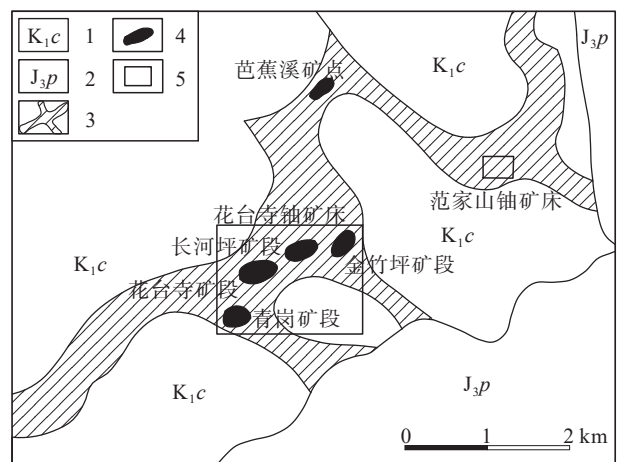 K₁c 1
4
J₃p 2
5
3
J₃p
K₁c
芭蕉溪矿点
范家山铀矿床
K₁c
花台寺铀矿床
长河坪矿段
金竹坪矿段
K₁c
花台寺矿段
青岗矿段
K₁c
J₃p
0 1 2 km